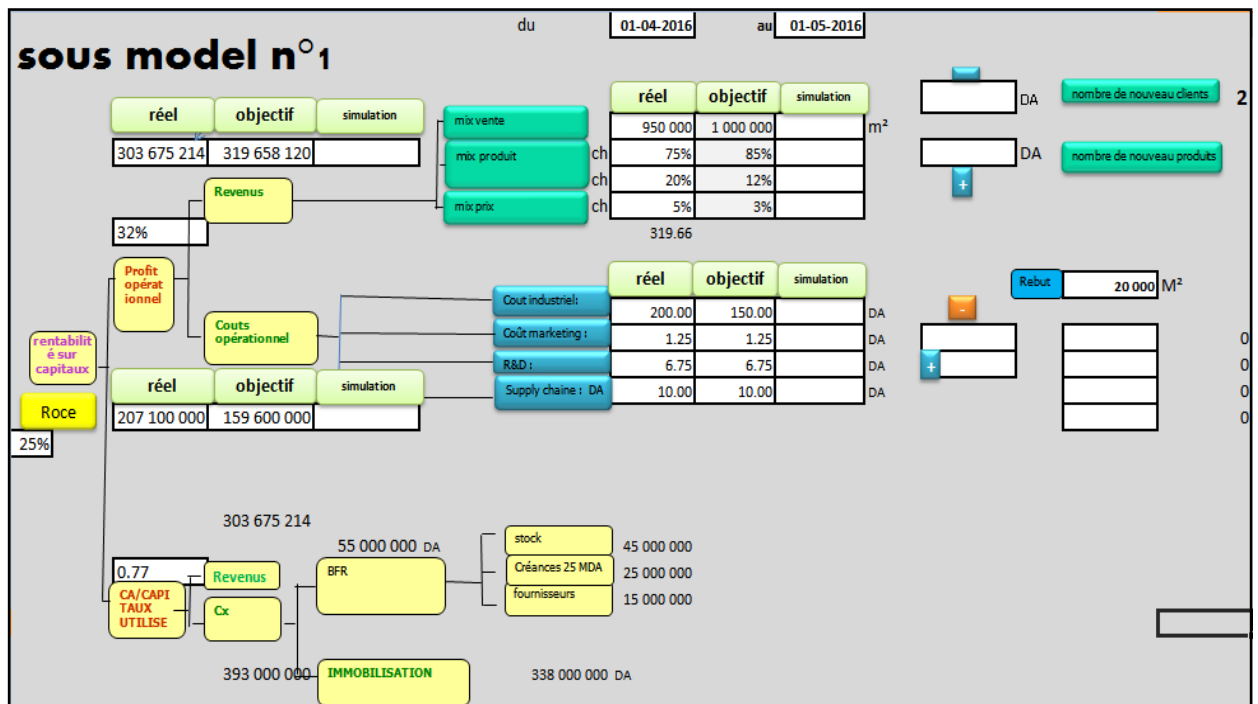 du 01-04-2016 au 01-05-2016
sous model n°1
réel objectif simulation
303 675 214 319 658 120
réel objectif simulation
mix vente 950 000 1 000 000 m²
mix produit ch 75% 85%
ch 20% 12%
mix prix ch 5% 3%
319.66
DA nombre de nouveau clients 2
DA nombre de nouveau produits
+
Revenus
32%
Profit
opérat
ionnel
Couts
opérationnel
réel objectif simulation
Cout industriel: 200.00 150.00 DA
Coût marketing : 1.25 1.25 DA
R&D : 6.75 6.75 DA
Supply chaine : DA 10.00 10.00 DA
Rebut 20 000 M²
-
+
0
0
0
0
rentabilit
é sur
capitaux
réel objectif simulation
207 100 000 159 600 000
Roce
25%
303 675 214
55 000 000 DA
0.77
CA/CAPI
TAUX
UTILISE
Revenus
Cx
BFR
stock 45 000 000
Créances 25 MDA 25 000 000
fournisseurs 15 000 000
393 000 000
IMMOBILISATION 338 000 000 DA